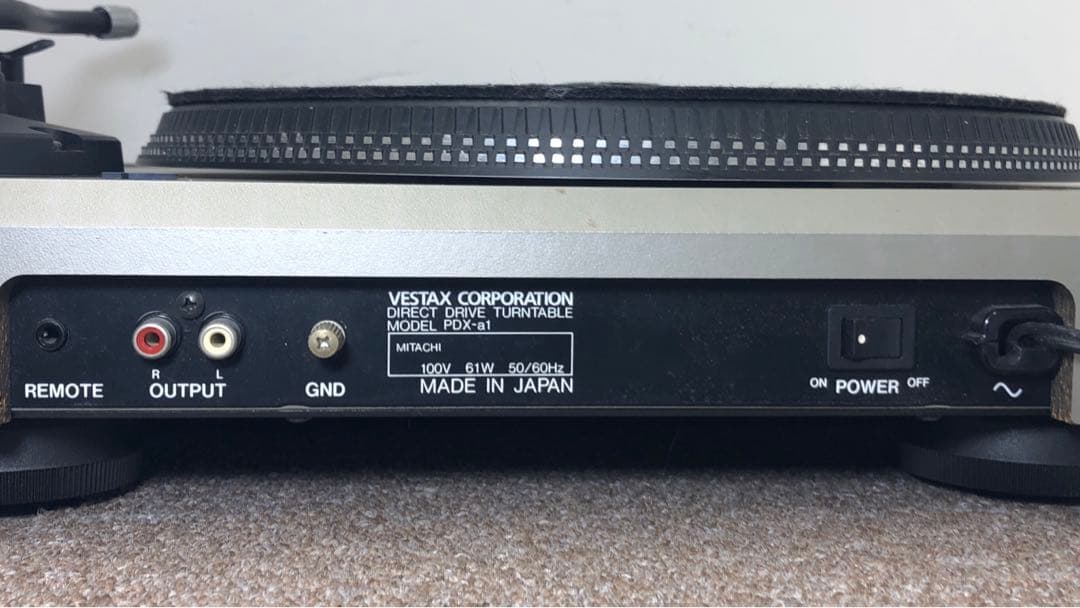 VESTAX CORPORATION
DIRECT DRIVE TURNTABLE
MODEL PDX-a1
MITACHI
100V 61W 50/60Hz
MADE IN JAPAN
REMOTE
R L
OUTPUT
GND
ON POWER OFF